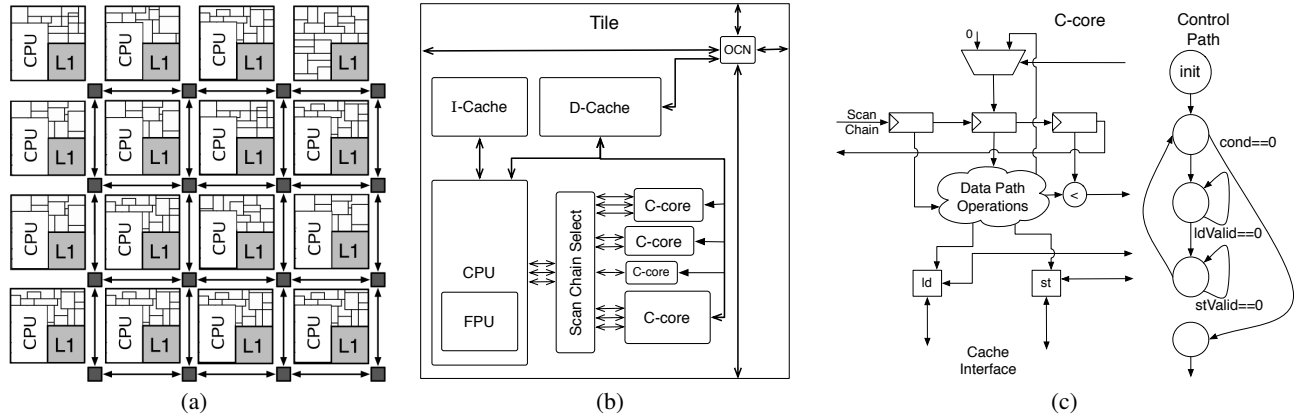 CPU L1 CPU L1 CPU L1 CPU L1
CPU L1 CPU L1 CPU L1 CPU L1
CPU L1 CPU L1 CPU L1 CPU L1
CPU L1 CPU L1 CPU L1 CPU L1
(a)
Tile
OCN
I-Cache
D-Cache
CPU
FPU
Scan Chain Select
C-core
C-core
C-core
C-core
(b)
C-core
0
Scan
Chain
Data Path
Operations
<
ld
st
Cache
Interface
Control
Path
init
cond==0
ldValid==0
stValid==0
(c)